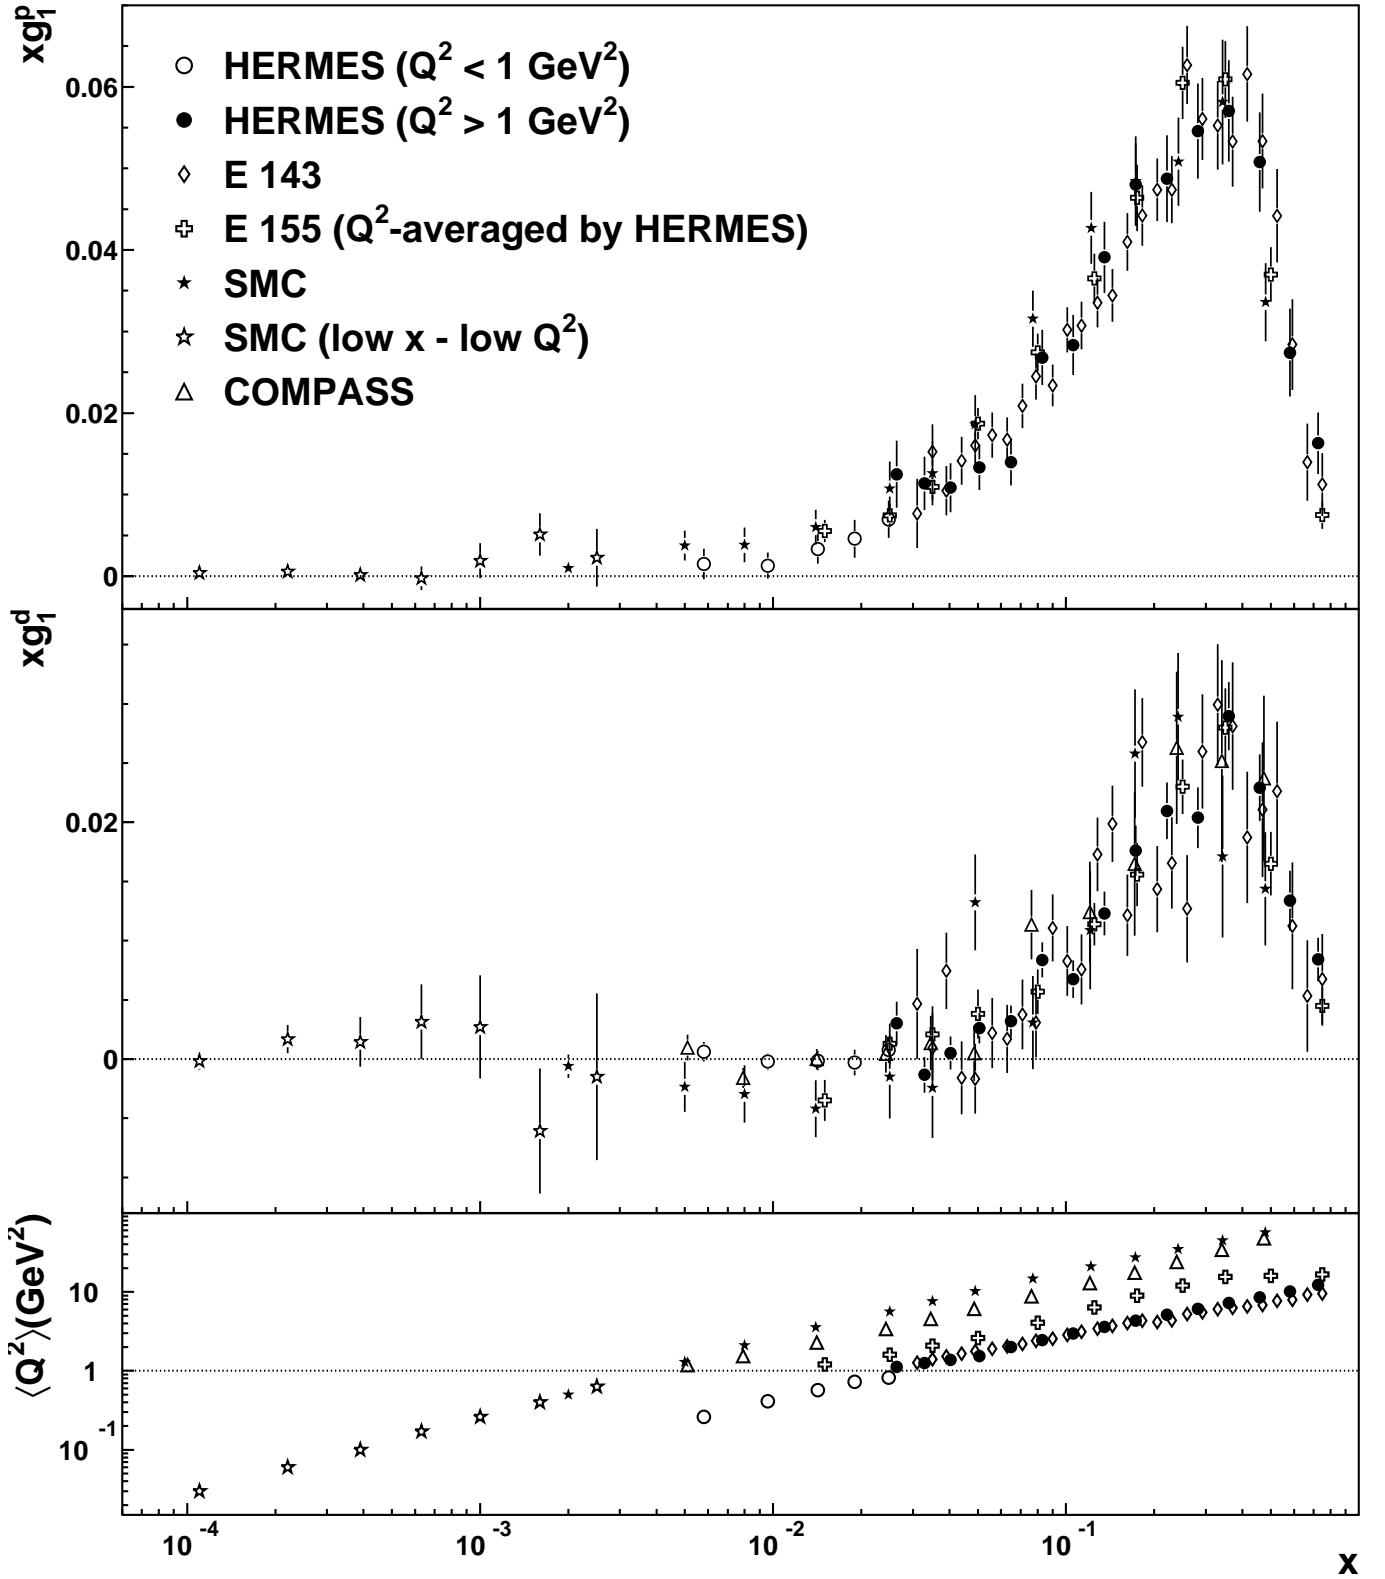 xg₁ᵖ
HERMES (Q² < 1 GeV²)
HERMES (Q² > 1 GeV²)
E 143
E 155 (Q²-averaged by HERMES)
SMC
SMC (low x - low Q²)
COMPASS
0.06
0.04
0.02
0
xg₁ᵈ
0.02
0
⟨Q²⟩(GeV²)
10
1
10⁻¹
10⁻⁴
10⁻³
10⁻²
10⁻¹
x